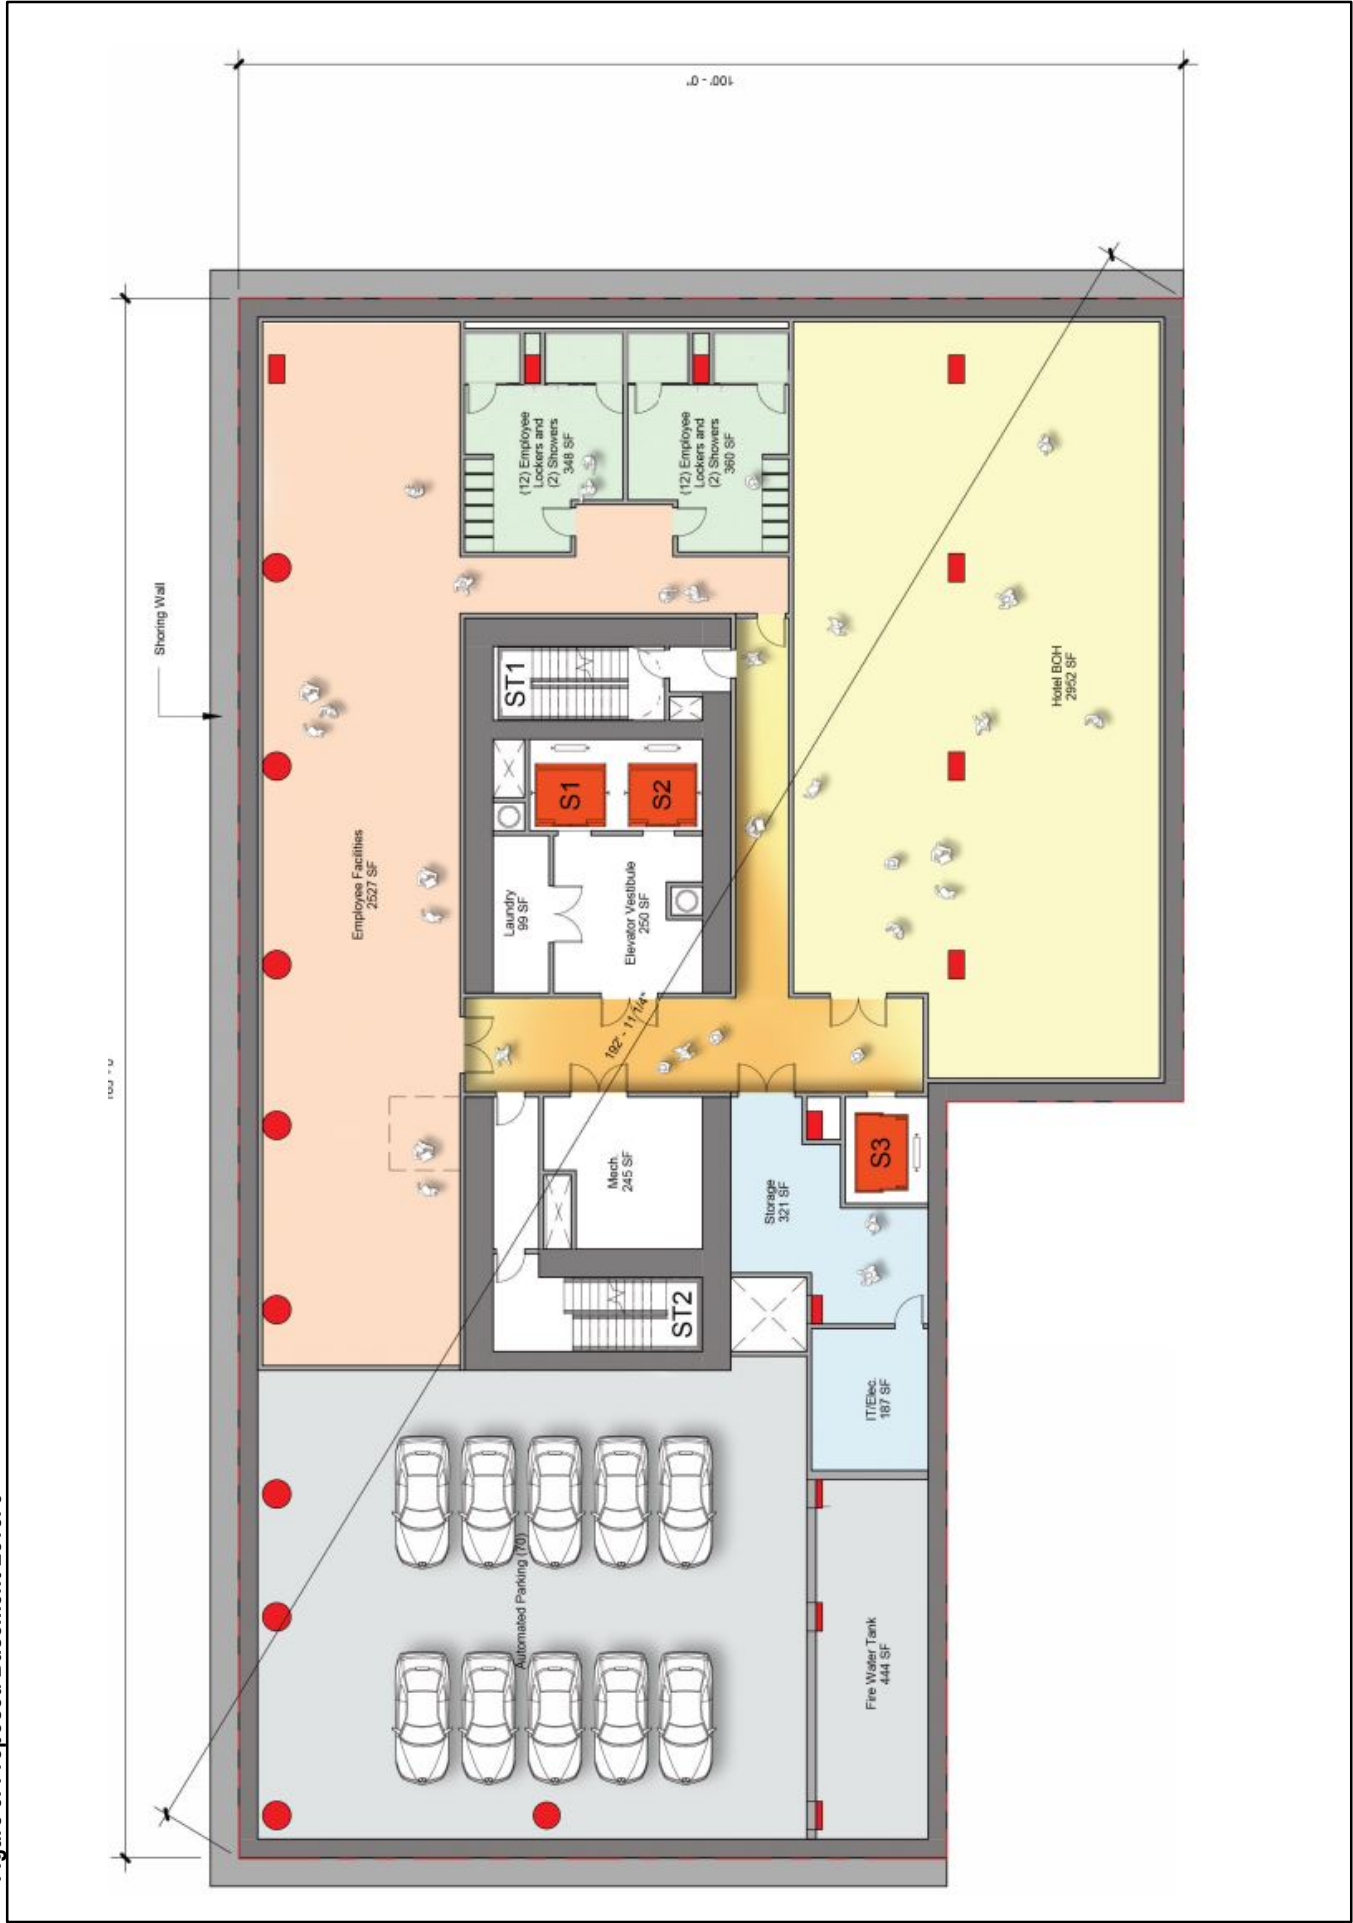 100' - 0"
Shoring Wall
(12) Employee
Lockers and
(2) Showers
348 SF
(12) Employee
Lockers and
(2) Showers
360 SF
ST1
S1
S2
Hotel BOH
2952 SF
Employee Facilities
2527 SF
Laundry
99 SF
Elevator Vestibule
250 SF
192' - 11 1/4"
Mech.
245 SF
Storage
321 SF
S3
ST2
IT/Elec.
187 SF
Automated Parking (70)
Fire Water Tank
444 SF